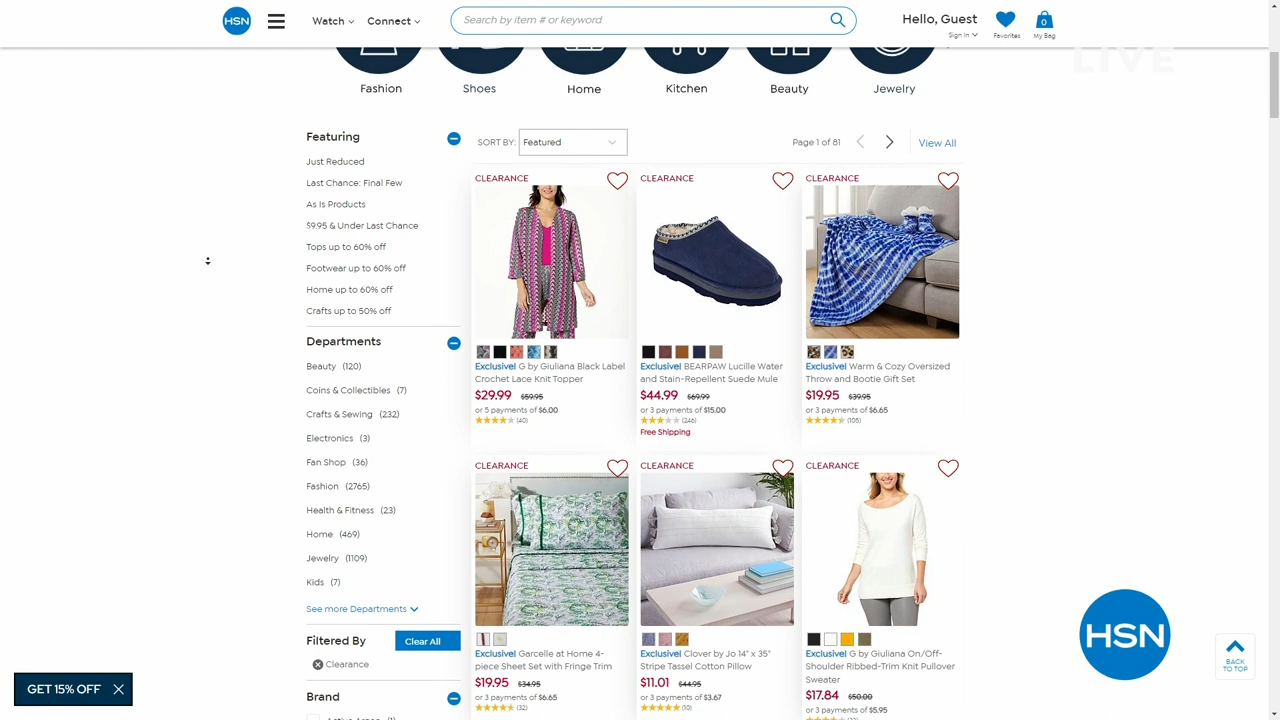 HSN
Watch
Connect
Search by item # or keyword
Hello, Guest
Sign In
Favorites
0
My Bag
LIVE
Fashion
Shoes
Home
Kitchen
Beauty
Jewelry
Featuring
Just Reduced
Last Chance: Final Few
As Is Products
$9.95 & Under Last Chance
Tops up to 60% off
Footwear up to 60% off
Home up to 60% off
Crafts up to 50% off
Departments
Beauty (120)
Coins & Collectibles (7)
Crafts & Sewing (232)
Electronics (3)
Fan Shop (36)
Fashion (2765)
Health & Fitness (23)
Home (469)
Jewelry (1109)
Kids (7)
See more Departments
Filtered By
Clear All
Clearance
Brand
SORT BY:
Featured
Page 1 of 81
View All
CLEARANCE
Exclusive! G by Giuliana Black Label
Crochet Lace Knit Topper
$29.99 $59.95
or 5 payments of $6.00
(40)
CLEARANCE
Exclusive! BEARPAW Lucille Water
and Stain-Repellent Suede Mule
$44.99 $69.99
or 3 payments of $15.00
(246)
Free Shipping
CLEARANCE
Exclusive! Warm & Cozy Oversized
Throw and Bootie Gift Set
$19.95 $39.95
or 3 payments of $6.65
(105)
CLEARANCE
Exclusive! Garcelle at Home 4-
piece Sheet Set with Fringe Trim
$19.95 $34.95
or 3 payments of $6.65
(32)
CLEARANCE
Exclusive! Clover by Jo 14" x 35"
Stripe Tassel Cotton Pillow
$11.01 $44.95
or 3 payments of $3.67
(10)
CLEARANCE
Exclusive! G by Giuliana On/Off-
Shoulder Ribbed-Trim Knit Pullover
Sweater
$17.84 $50.00
or 3 payments of $5.95
GET 15% OFF
HSN
BACK
TO TOP